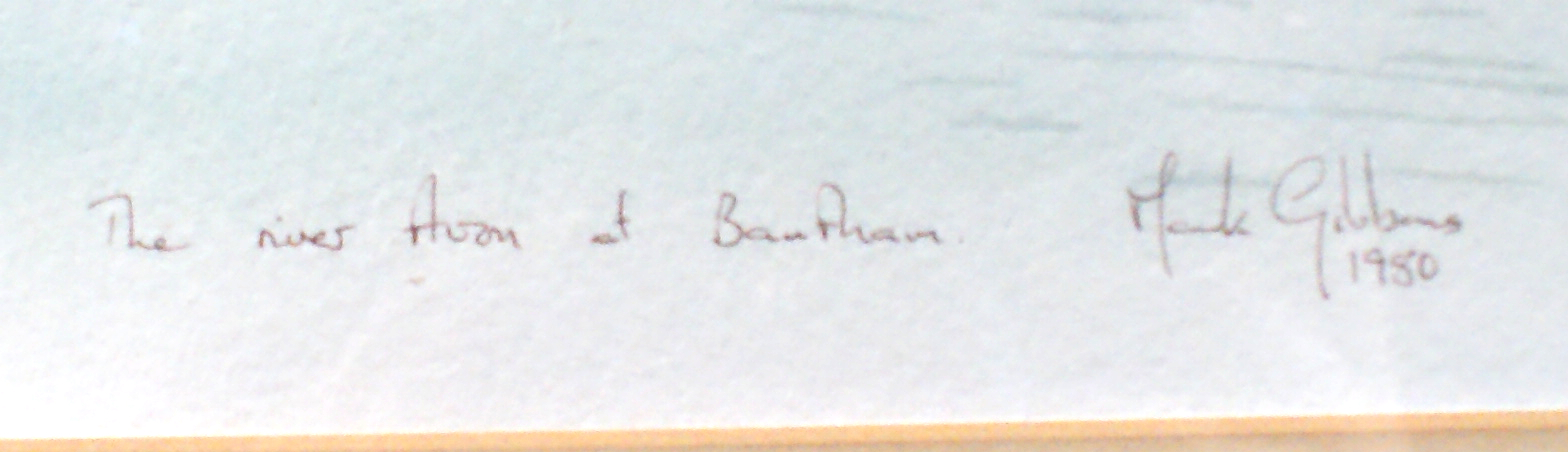 The river Avon at Bantham. Mark Gibbons
1980